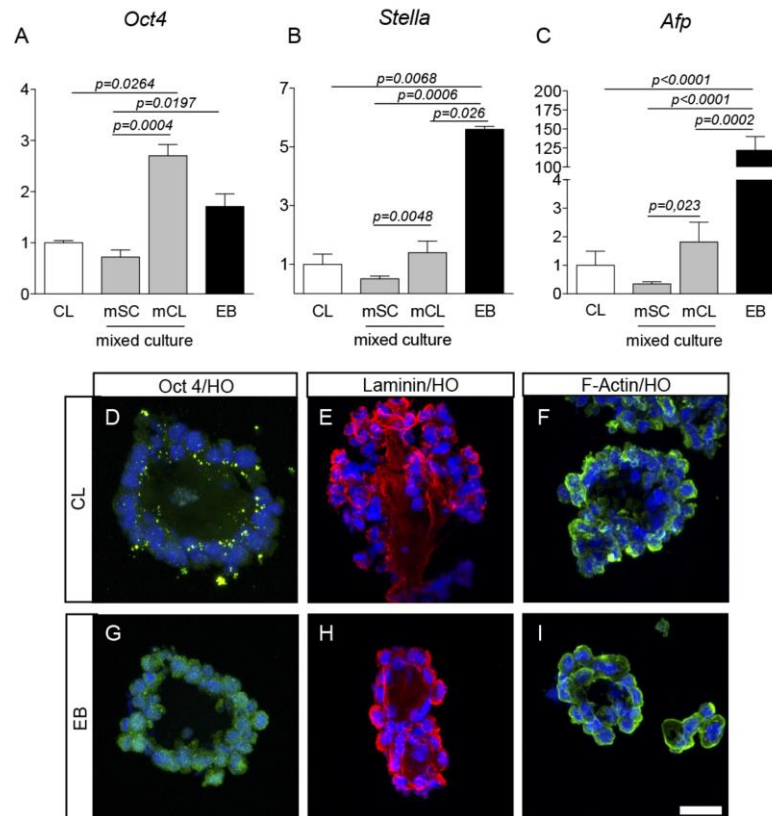 Oct4
Stella
Afp
A
B
C
p=0.0264
p=0.0197
p=0.0004
4
3
2
1
0
CL
mSC
mCL
EB
mixed culture
p=0.0068
p=0.0006
p=0.026
p=0.0048
7
5
3
1
CL
mSC
mCL
EB
mixed culture
p<0.0001
p<0.0001
p=0.0002
p=0,023
200
175
150
125
100
4
3
2
1
0
CL
mSC
mCL
EB
mixed culture
Oct 4/HO
Laminin/HO
F-Actin/HO
CL
D
E
F
EB
G
H
I